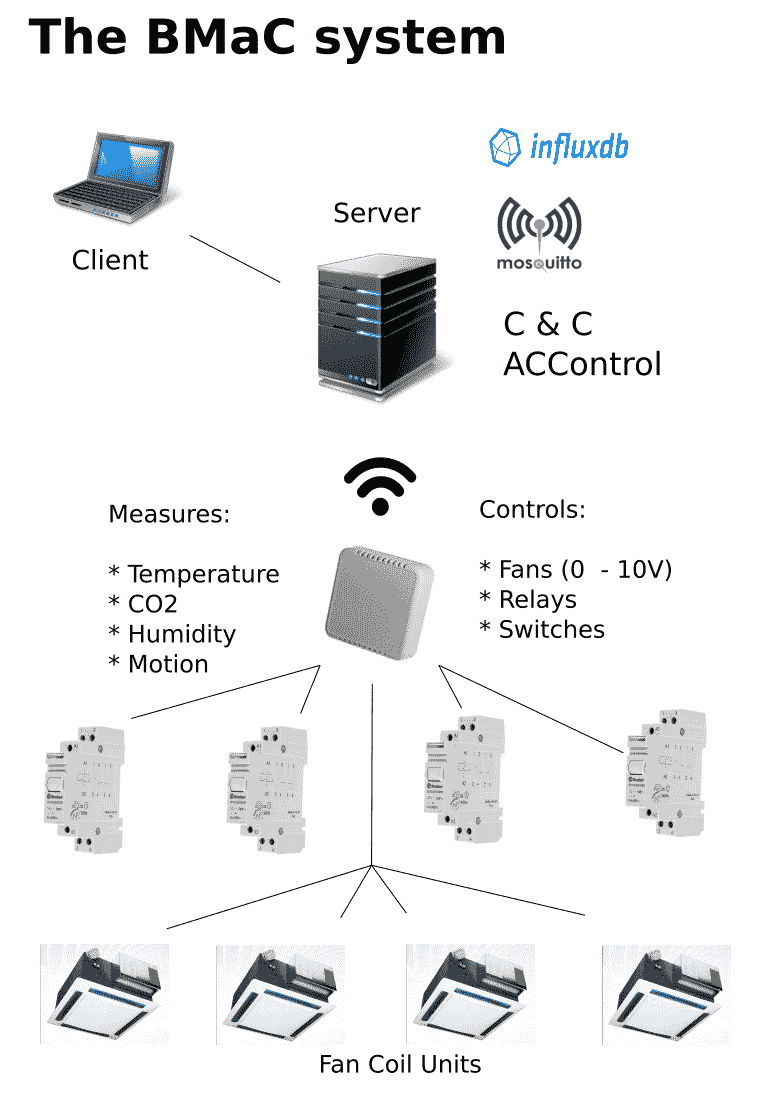 The BMaC system
influxdb
Server
mosquitto
Client
C & C
ACControl
Measures:
* Temperature
* CO2
* Humidity
* Motion
Controls:
* Fans (0  - 10V)
* Relays
* Switches
Fan Coil Units